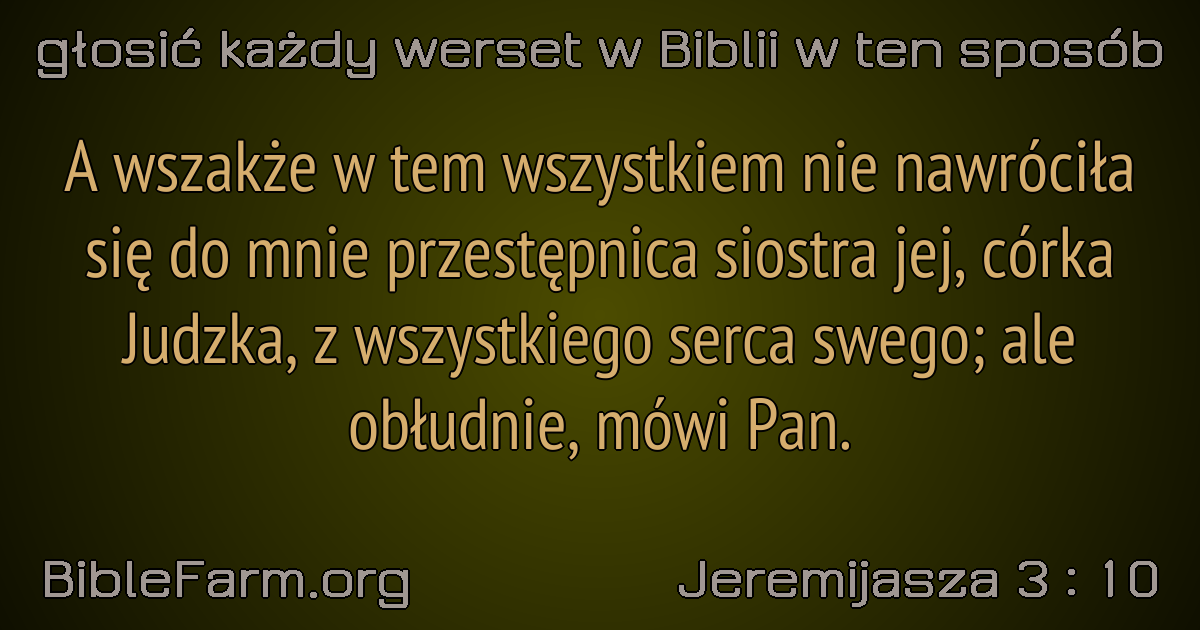 głosić każdy werset w Biblii w ten sposób
A wszakże w tem wszystkiem nie nawróciła
się do mnie przestępnica siostra jej, córka
Judzka, z wszystkiego serca swego; ale
obłudnie, mówi Pan.
BibleFarm.org
Jeremijasza 3 : 10